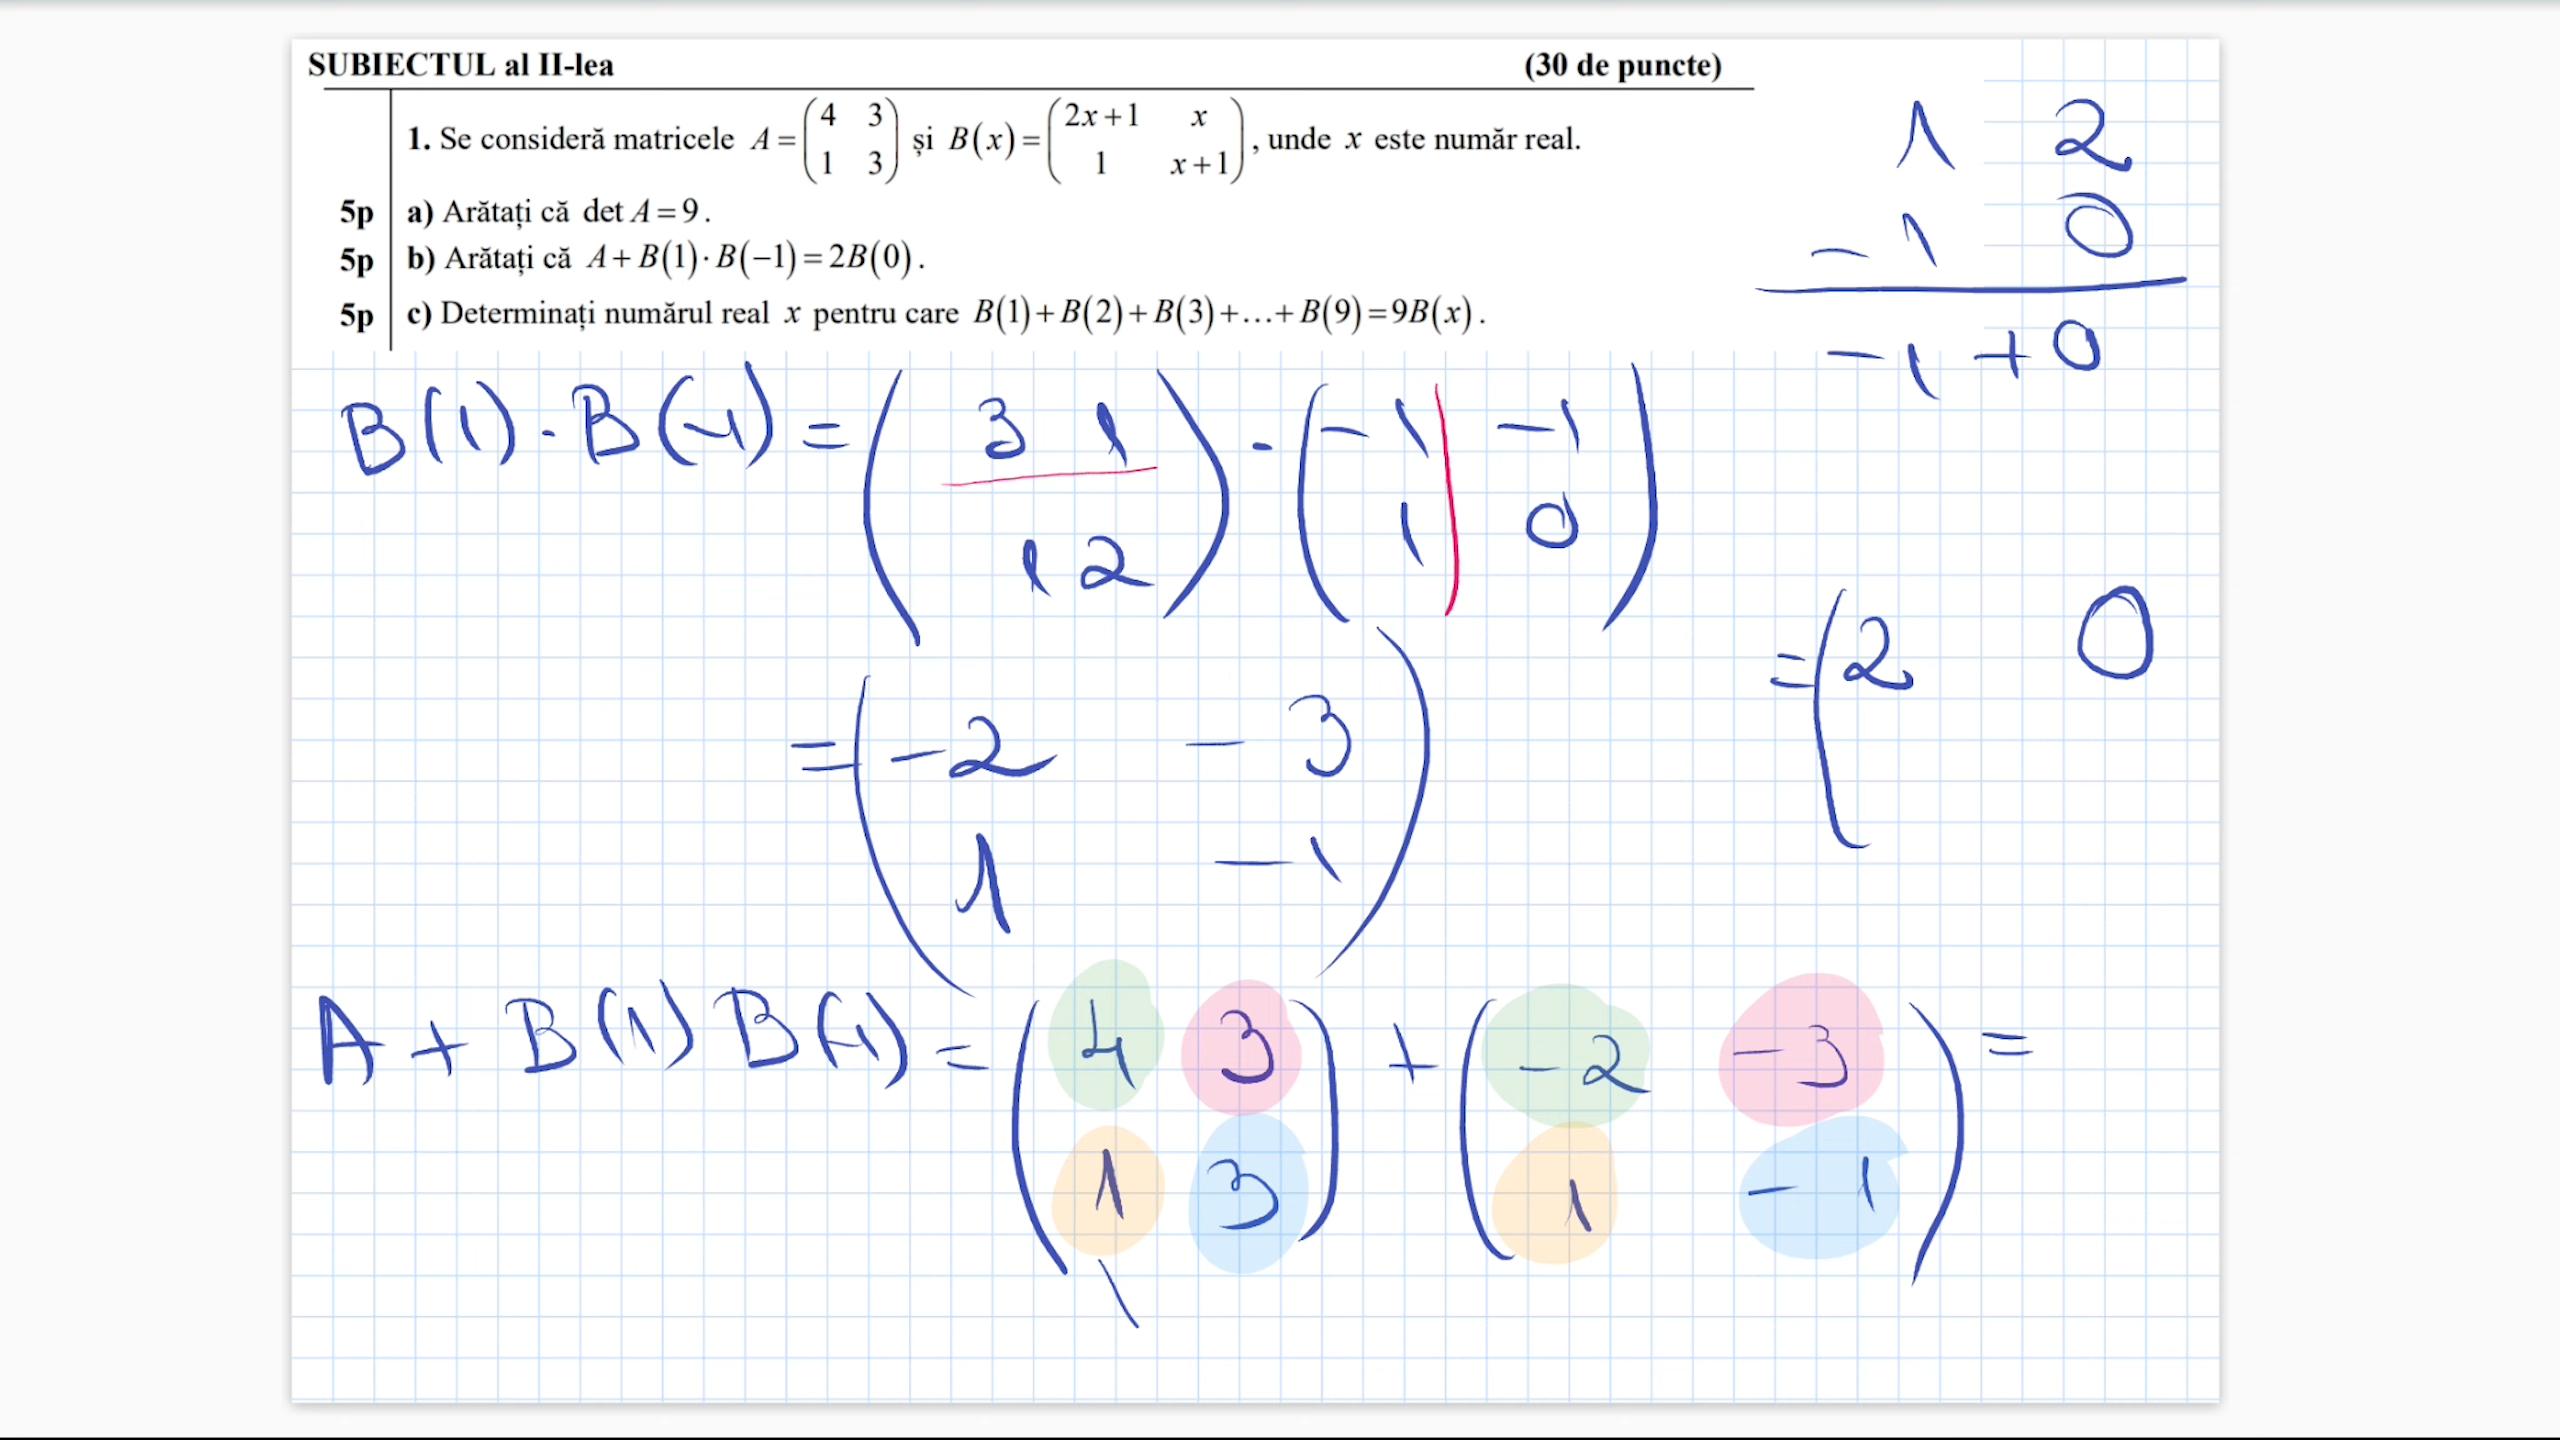 SUBIECTUL al II-lea (30 de puncte)
1. Se consideră matricele A = (4 3 / 1 3) și B(x) = (2x+1 x / 1 x+1), unde x este număr real.
5p a) Arătați că det A = 9.
5p b) Arătați că A + B(1)·B(−1) = 2B(0).
5p c) Determinați numărul real x pentru care B(1)+B(2)+B(3)+...+B(9)=9B(x).
1 2
-1 0
-1+0
B(1)·B(-1) = (3 1 / 1 2) · (-1 -1 / 1 0)
= (-2 -3 / 1 -1)
= (2 0
A + B(1) B(-1) = (4 3 / 1 3) + (-2 -3 / 1 -1) =